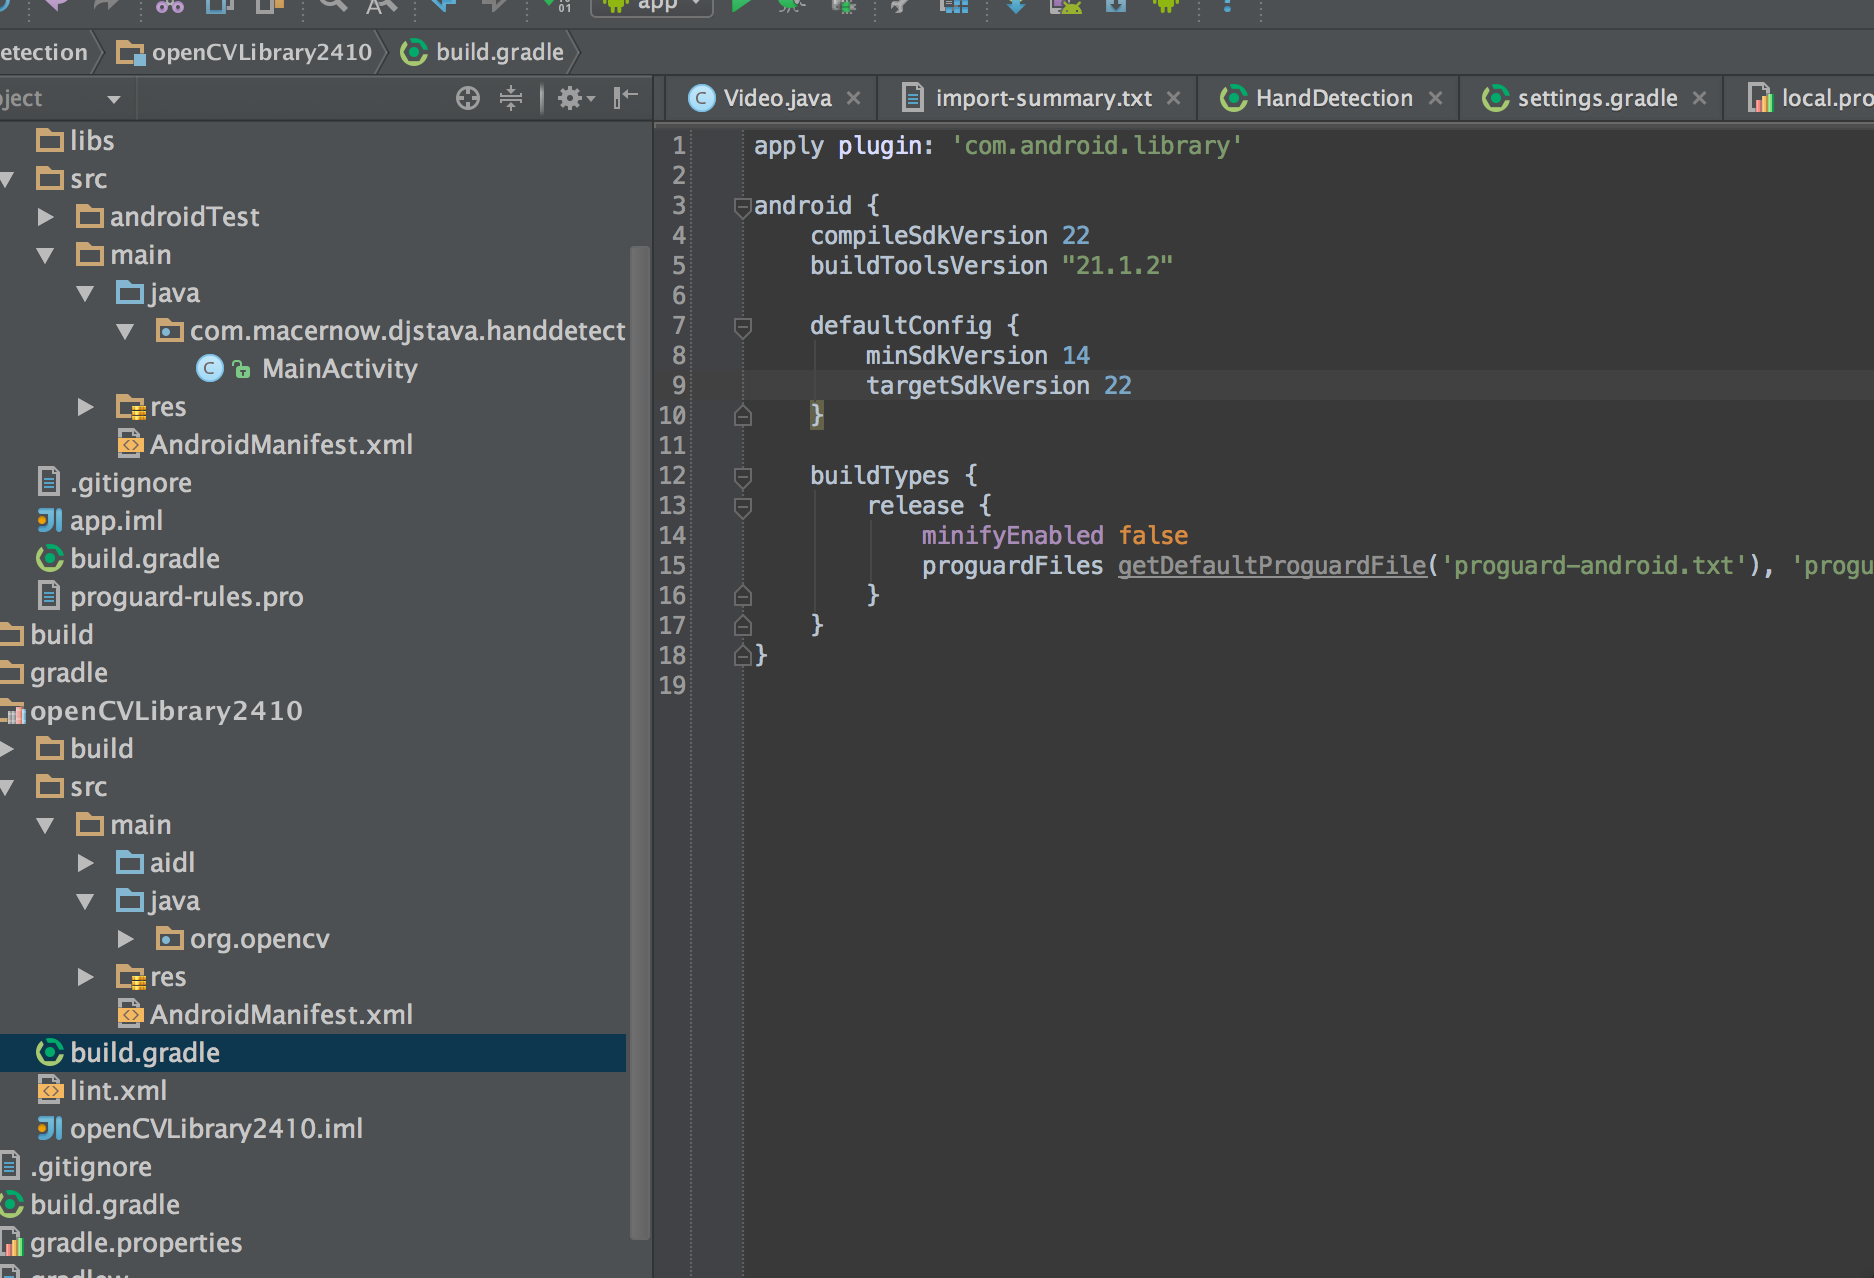 app
etection openCVLibrary2410 build.gradle
ject
Video.java import-summary.txt HandDetection settings.gradle local.pro
libs
src
androidTest
main
java
com.macernow.djstava.handdetect
MainActivity
res
AndroidManifest.xml
.gitignore
app.iml
build.gradle
proguard-rules.pro
build
gradle
openCVLibrary2410
build
src
main
aidl
java
org.opencv
res
AndroidManifest.xml
build.gradle
lint.xml
openCVLibrary2410.iml
.gitignore
build.gradle
gradle.properties
gradlew
1 apply plugin: 'com.android.library'
2
3 android {
4 compileSdkVersion 22
5 buildToolsVersion "21.1.2"
6
7 defaultConfig {
8 minSdkVersion 14
9 targetSdkVersion 22
10 }
11
12 buildTypes {
13 release {
14 minifyEnabled false
15 proguardFiles getDefaultProguardFile('proguard-android.txt'), 'progu
16 }
17 }
18 }
19